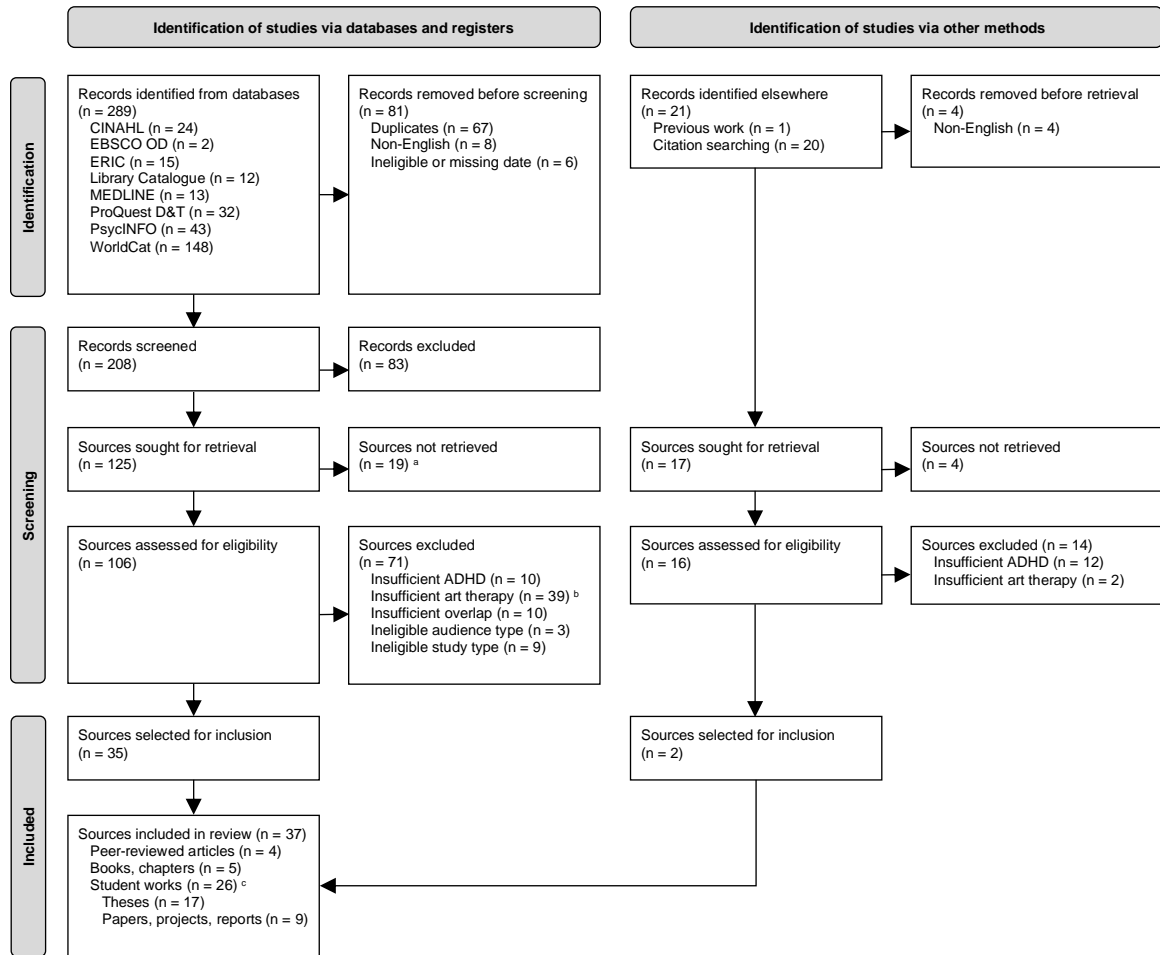 Identification of studies via databases and registers
Identification of studies via other methods
Identification
Records identified from databases
(n = 289)
CINAHL (n = 24)
EBSCO OD (n = 2)
ERIC (n = 15)
Library Catalogue (n = 12)
MEDLINE (n = 13)
ProQuest D&T (n = 32)
PsycINFO (n = 43)
WorldCat (n = 148)
Records removed before screening
(n = 81)
Duplicates (n = 67)
Non-English (n = 8)
Ineligible or missing date (n = 6)
Records identified elsewhere
(n = 21)
Previous work (n = 1)
Citation searching (n = 20)
Records removed before retrieval
(n = 4)
Non-English (n = 4)
Screening
Records screened
(n = 208)
Records excluded
(n = 83)
Sources sought for retrieval
(n = 125)
Sources not retrieved
(n = 19) ᵃ
Sources sought for retrieval
(n = 17)
Sources not retrieved
(n = 4)
Sources assessed for eligibility
(n = 106)
Sources excluded
(n = 71)
Insufficient ADHD (n = 10)
Insufficient art therapy (n = 39) ᵇ
Insufficient overlap (n = 10)
Ineligible audience type (n = 3)
Ineligible study type (n = 9)
Sources assessed for eligibility
(n = 16)
Sources excluded (n = 14)
Insufficient ADHD (n = 12)
Insufficient art therapy (n = 2)
Included
Sources selected for inclusion
(n = 35)
Sources selected for inclusion
(n = 2)
Sources included in review (n = 37)
Peer-reviewed articles (n = 4)
Books, chapters (n = 5)
Student works (n = 26) ᶜ
Theses (n = 17)
Papers, projects, reports (n = 9)